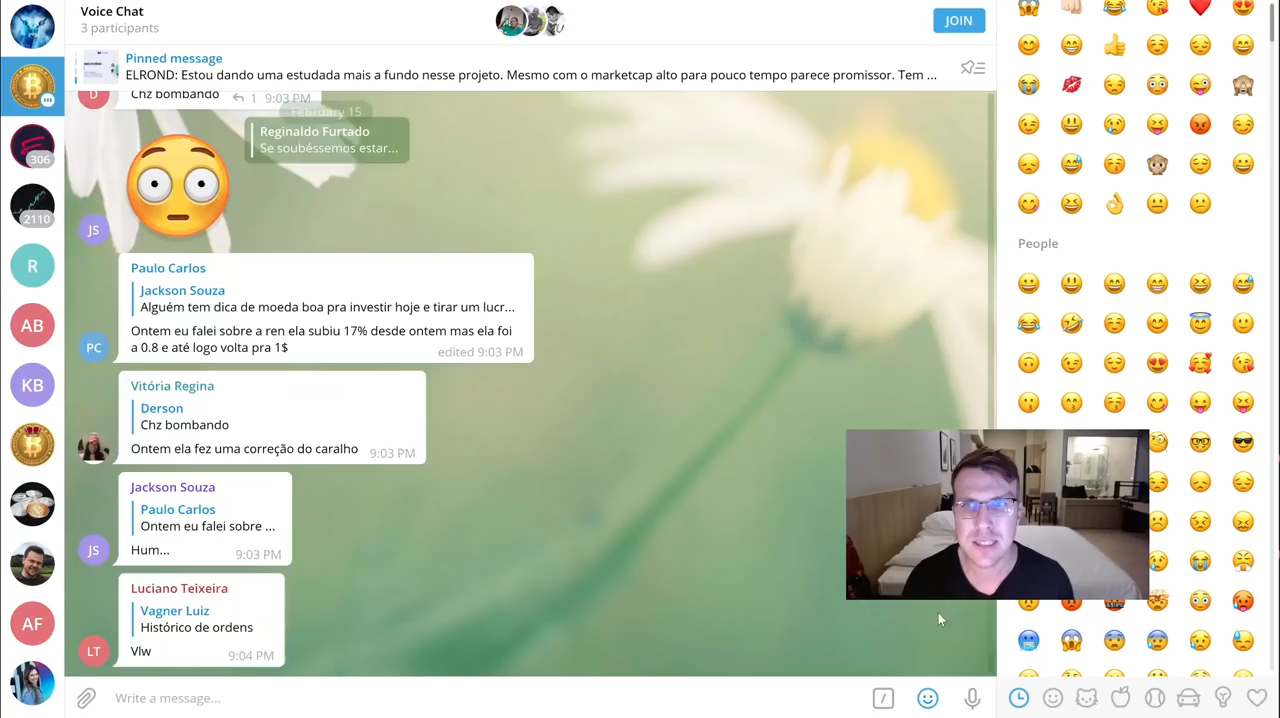 Voice Chat
3 participants
JOIN
Pinned message
ELROND: Estou dando uma estudada mais a fundo nesse projeto. Mesmo com o marketcap alto para pouco tempo parece promissor. Tem ...
D
Chz bombando
1 9:03 PM
February 15
Reginaldo Furtado
Se soubéssemos estar...
JS
Paulo Carlos
Jackson Souza
Alguém tem dica de moeda boa pra investir hoje e tirar um lucr...
Ontem eu falei sobre a ren ela subiu 17% desde ontem mas ela foi
a 0.8 e até logo volta pra 1$
edited 9:03 PM
PC
Vitória Regina
Derson
Chz bombando
Ontem ela fez uma correção do caralho
9:03 PM
Jackson Souza
Paulo Carlos
Ontem eu falei sobre ...
Hum...
9:03 PM
JS
Luciano Teixeira
Vagner Luiz
Histórico de ordens
Vlw
9:04 PM
LT
Write a message...
306
2110
R
AB
KB
AF
People